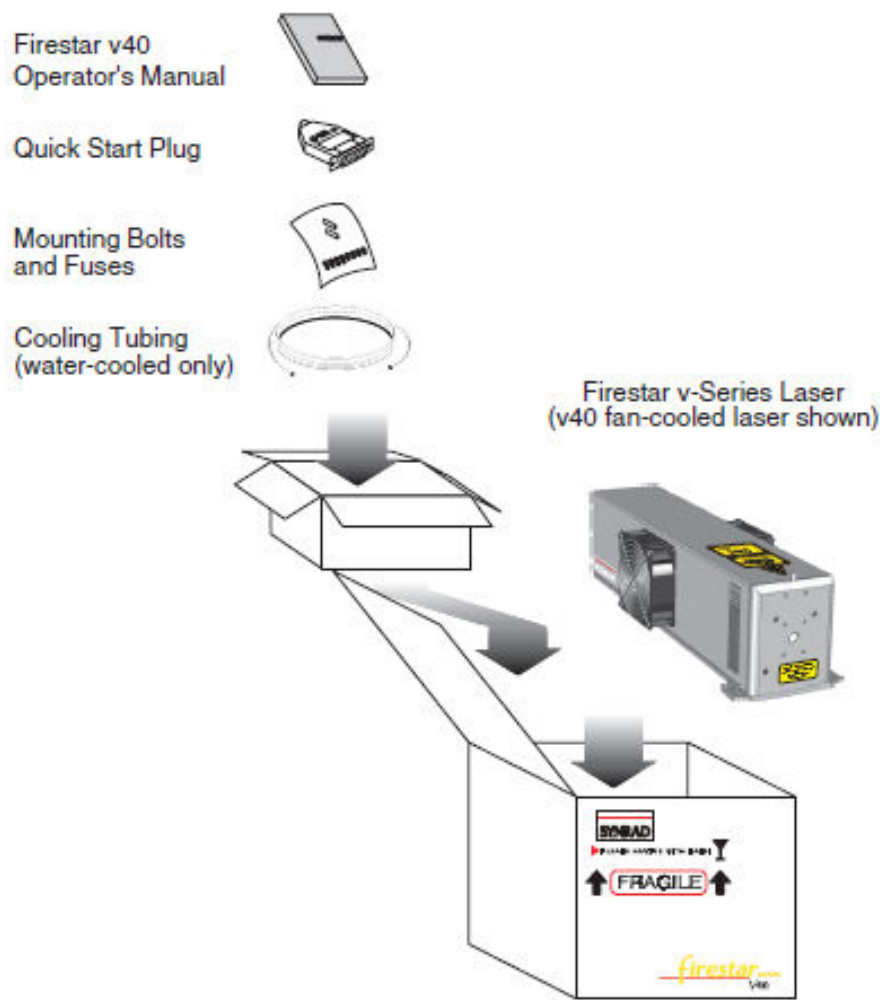 Firestar v40
Operator's Manual
Quick Start Plug
Mounting Bolts
and Fuses
Cooling Tubing
(water-cooled only)
Firestar v-Series Laser
(v40 fan-cooled laser shown)
SYNRAD
FRAGILE
firestar
v40